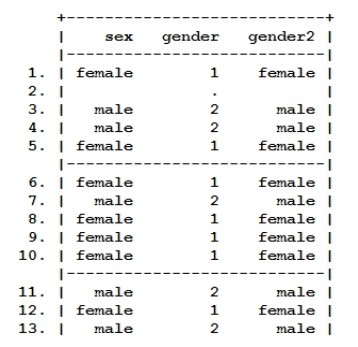 sex gender gender2
1. female 1 female
2. .
3. male 2 male
4. male 2 male
5. female 1 female
6. female 1 female
7. male 2 male
8. female 1 female
9. female 1 female
10. female 1 female
11. male 2 male
12. female 1 female
13. male 2 male